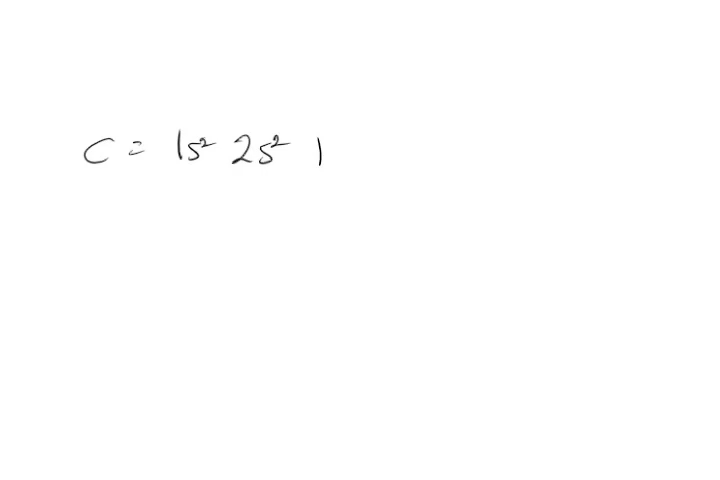 C = 1s² 2s² 1